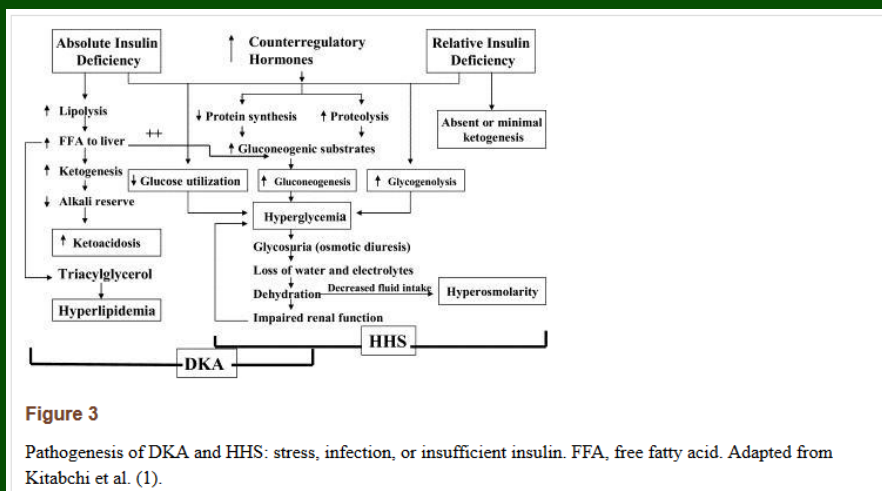 Absolute Insulin
Deficiency
↑ Counterregulatory
Hormones
Relative Insulin
Deficiency
↑ Lipolysis
↓ Protein synthesis
↑ Proteolysis
Absent or minimal
ketogenesis
↑ FFA to liver
++
↑ Gluconeogenic substrates
↑ Ketogenesis
↓ Glucose utilization
↑ Gluconeogenesis
↑ Glycogenolysis
↓ Alkali reserve
Hyperglycemia
↑ Ketoacidosis
Glycosuria (osmotic diuresis)
Triacylglycerol
Loss of water and electrolytes
Dehydration
Decreased fluid intake
Hyperosmolarity
Hyperlipidemia
Impaired renal function
HHS
DKA
Figure 3
Pathogenesis of DKA and HHS: stress, infection, or insufficient insulin. FFA, free fatty acid. Adapted from
Kitabchi et al. (1).